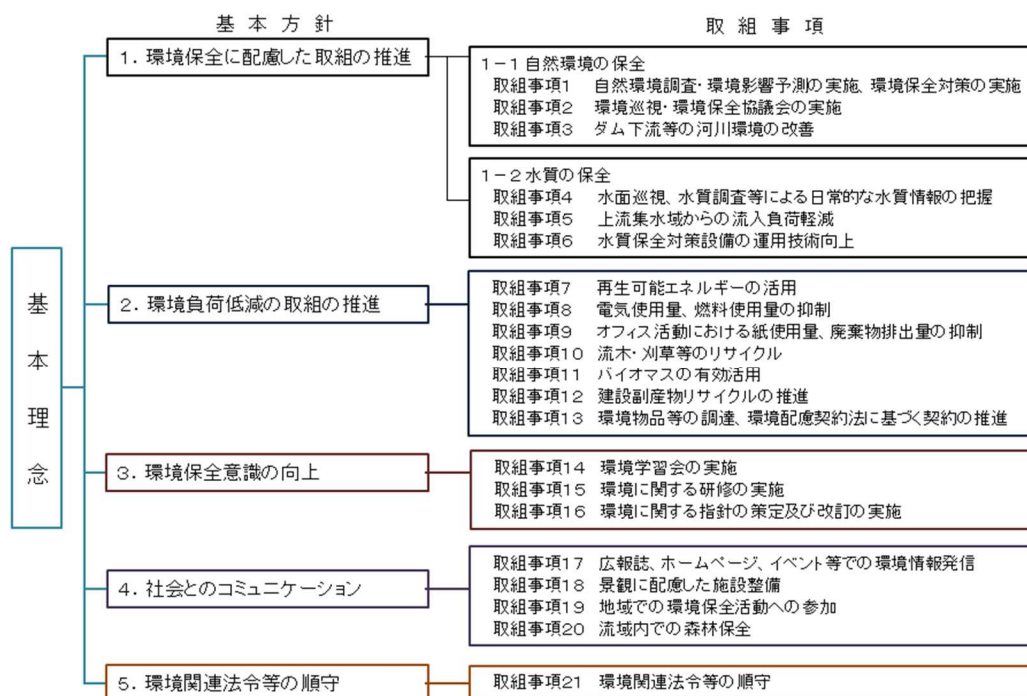 基本方針
取組事項
基本理念
1．環境保全に配慮した取組の推進
1－1 自然環境の保全
取組事項1　自然環境調査・環境影響予測の実施、環境保全対策の実施
取組事項2　環境巡視・環境保全協議会の実施
取組事項3　ダム下流等の河川環境の改善
1－2 水質の保全
取組事項4　水面巡視、水質調査等による日常的な水質情報の把握
取組事項5　上流集水域からの流入負荷軽減
取組事項6　水質保全対策設備の運用技術向上
2．環境負荷低減の取組の推進
取組事項7　再生可能エネルギーの活用
取組事項8　電気使用量、燃料使用量の抑制
取組事項9　オフィス活動における紙使用量、廃棄物排出量の抑制
取組事項10　流木・刈草等のリサイクル
取組事項11　バイオマスの有効活用
取組事項12　建設副産物リサイクルの推進
取組事項13　環境物品等の調達、環境配慮契約法に基づく契約の推進
3．環境保全意識の向上
取組事項14　環境学習会の実施
取組事項15　環境に関する研修の実施
取組事項16　環境に関する指針の策定及び改訂の実施
4．社会とのコミュニケーション
取組事項17　広報誌、ホームページ、イベント等での環境情報発信
取組事項18　景観に配慮した施設整備
取組事項19　地域での環境保全活動への参加
取組事項20　流域内での森林保全
5．環境関連法令等の順守
取組事項21　環境関連法令等の順守